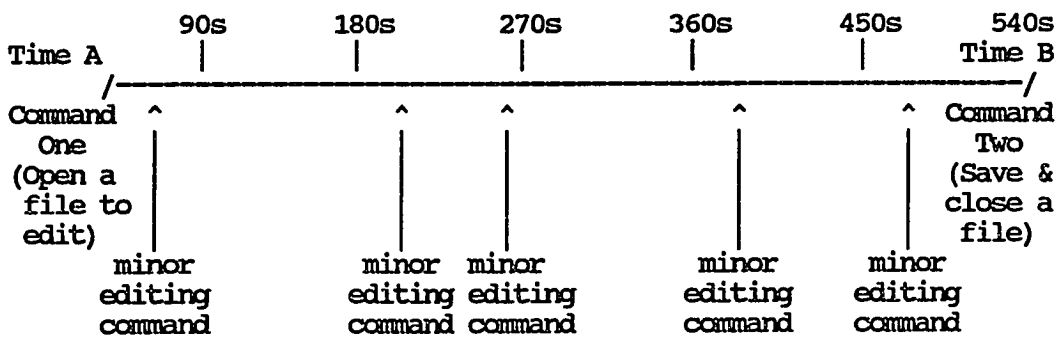 90s 180s 270s 360s 450s 540s
Time A | | | | | Time B
/---------------------------------------------------/
Command ^ ^ ^ ^ ^ Command
One Two
(Open a (Save &
file to close a
edit) file)
minor minor minor minor minor
editing editing editing editing editing
command command command command command